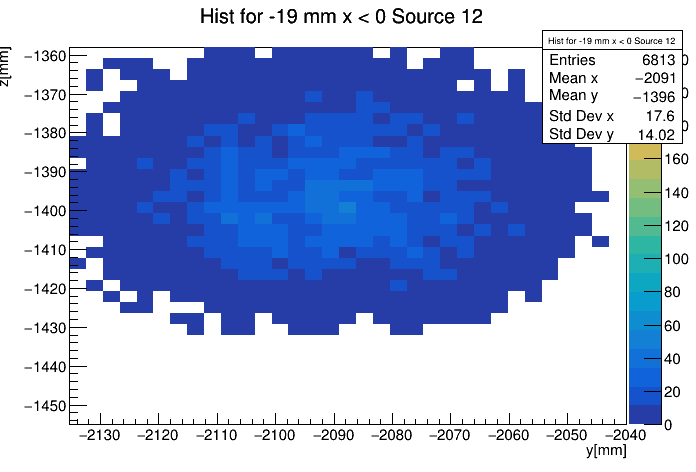 Hist for -19 mm x < 0 Source 12
z[mm]
−1360
−1370
−1380
−1390
−1400
−1410
−1420
−1430
−1440
−1450
Hist for -19 mm x < 0 Source 12
Entries 6813
Mean x −2091
Mean y −1396
Std Dev x 17.6
Std Dev y 14.02
160
140
120
100
80
60
40
20
0
−2130 −2120 −2110 −2100 −2090 −2080 −2070 −2060 −2050 −2040
y[mm]